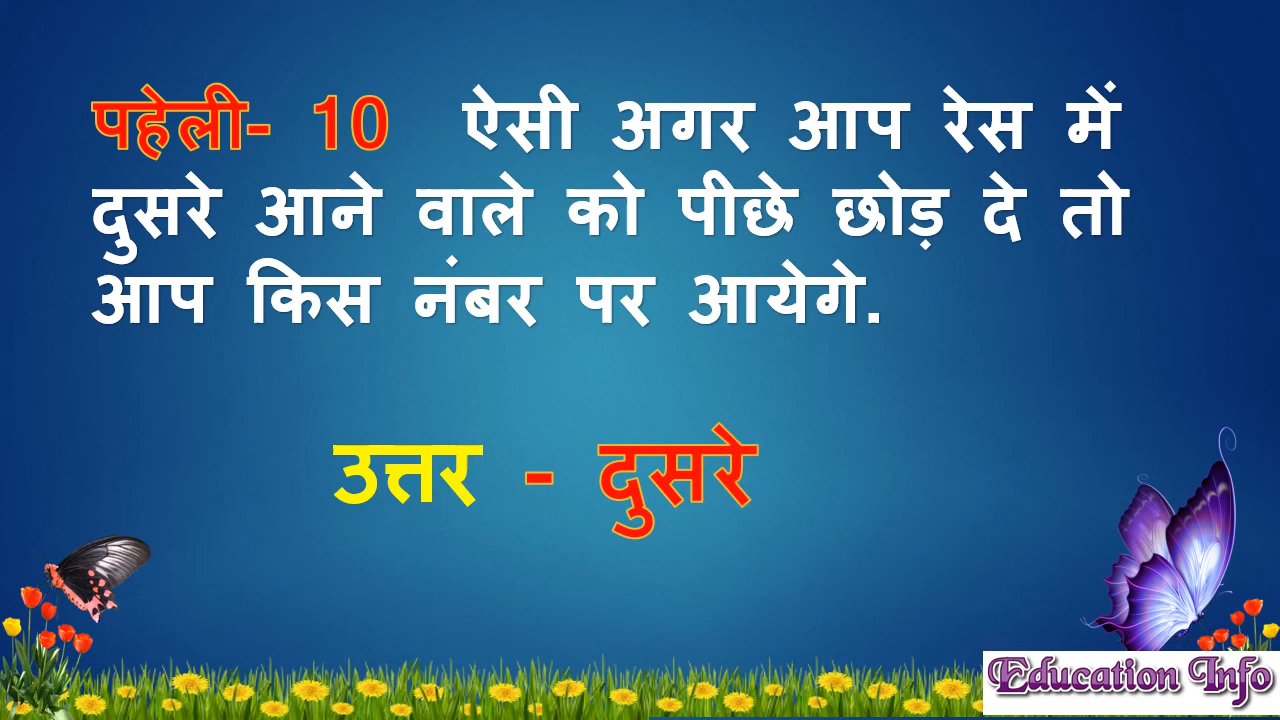 पहेली- 10 ऐसी अगर आप रेस में
दुसरे आने वाले को पीछे छोड़ दे तो
आप किस नंबर पर आयेगे.
उत्तर - दुसरे
Education Info